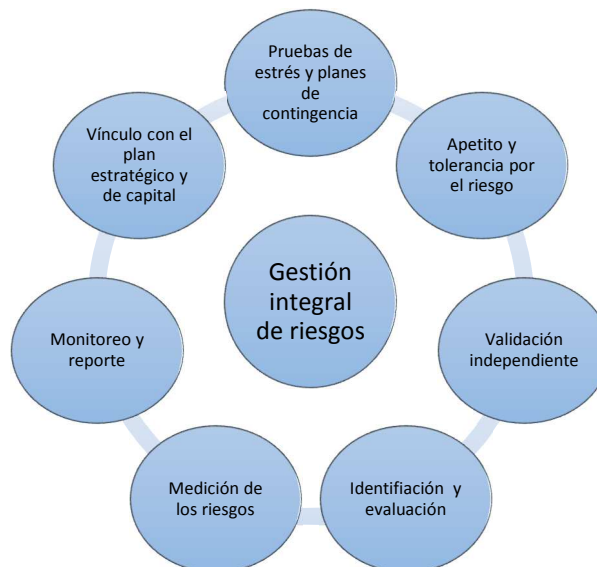 Pruebas de
estrés y planes
de
contingencia
Apetito y
tolerancia por
el riesgo
Validación
independiente
Identifiación y
evaluación
Medición de
los riesgos
Monitoreo y
reporte
Vínculo con el
plan
estratégico y
de capital
Gestión
integral
de riesgos